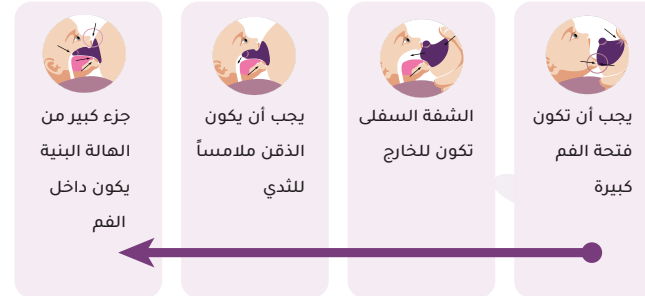 يجب أن تكون
فتحة الفم
كبيرة
الشفة السفلى
تكون للخارج
يجب أن يكون
الذقن ملامساً
للثدي
جزء كبير من
الهالة البنية
يكون داخل
الفم